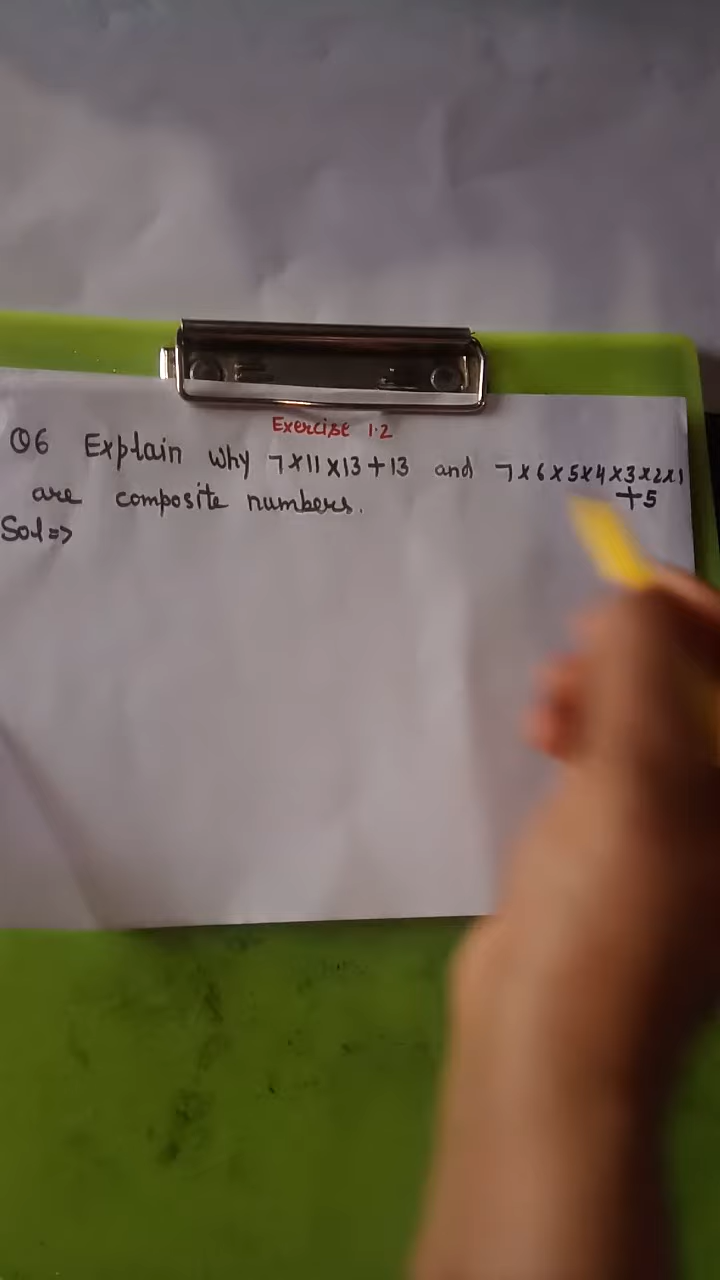 Exercise 1.2
Q6 Explain why 7×11×13+13 and 7×6×5×4×3×2×1
+5
are composite numbers.
Sol=>